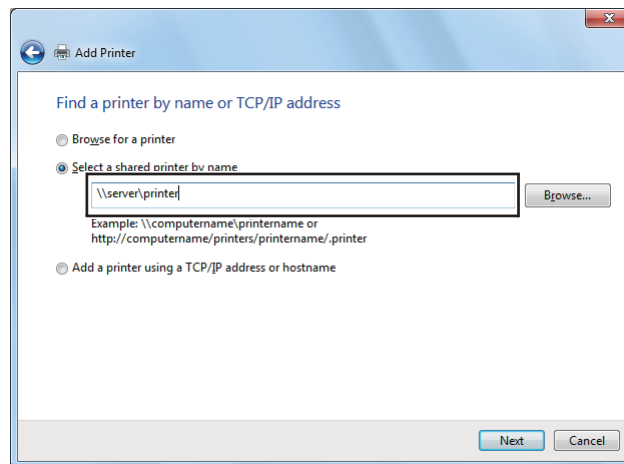 Add Printer
Find a printer by name or TCP/IP address
Browse for a printer
Select a shared printer by name
\\server\printer
Browse...
Example: \\computername\printername or
http://computername/printers/printername/.printer
Add a printer using a TCP/IP address or hostname
Next Cancel